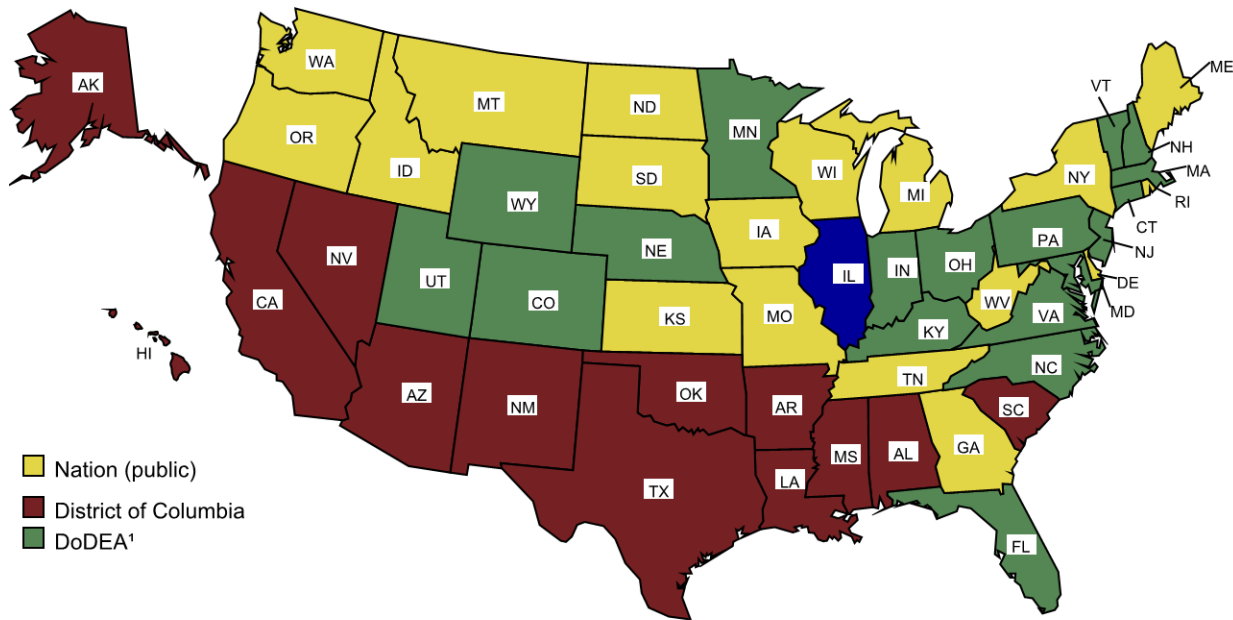 AK
WA
MT
ND
MN
VT
ME
OR
ID
SD
WI
MI
NY
NH
MA
RI
CT
WY
IA
NE
PA
NJ
NV
UT
CO
IL
IN
OH
DE
MD
CA
KS
MO
WV
VA
KY
HI
NC
TN
AZ
NM
OK
AR
SC
MS
AL
GA
TX
LA
FL
Nation (public)
District of Columbia
DoDEA¹